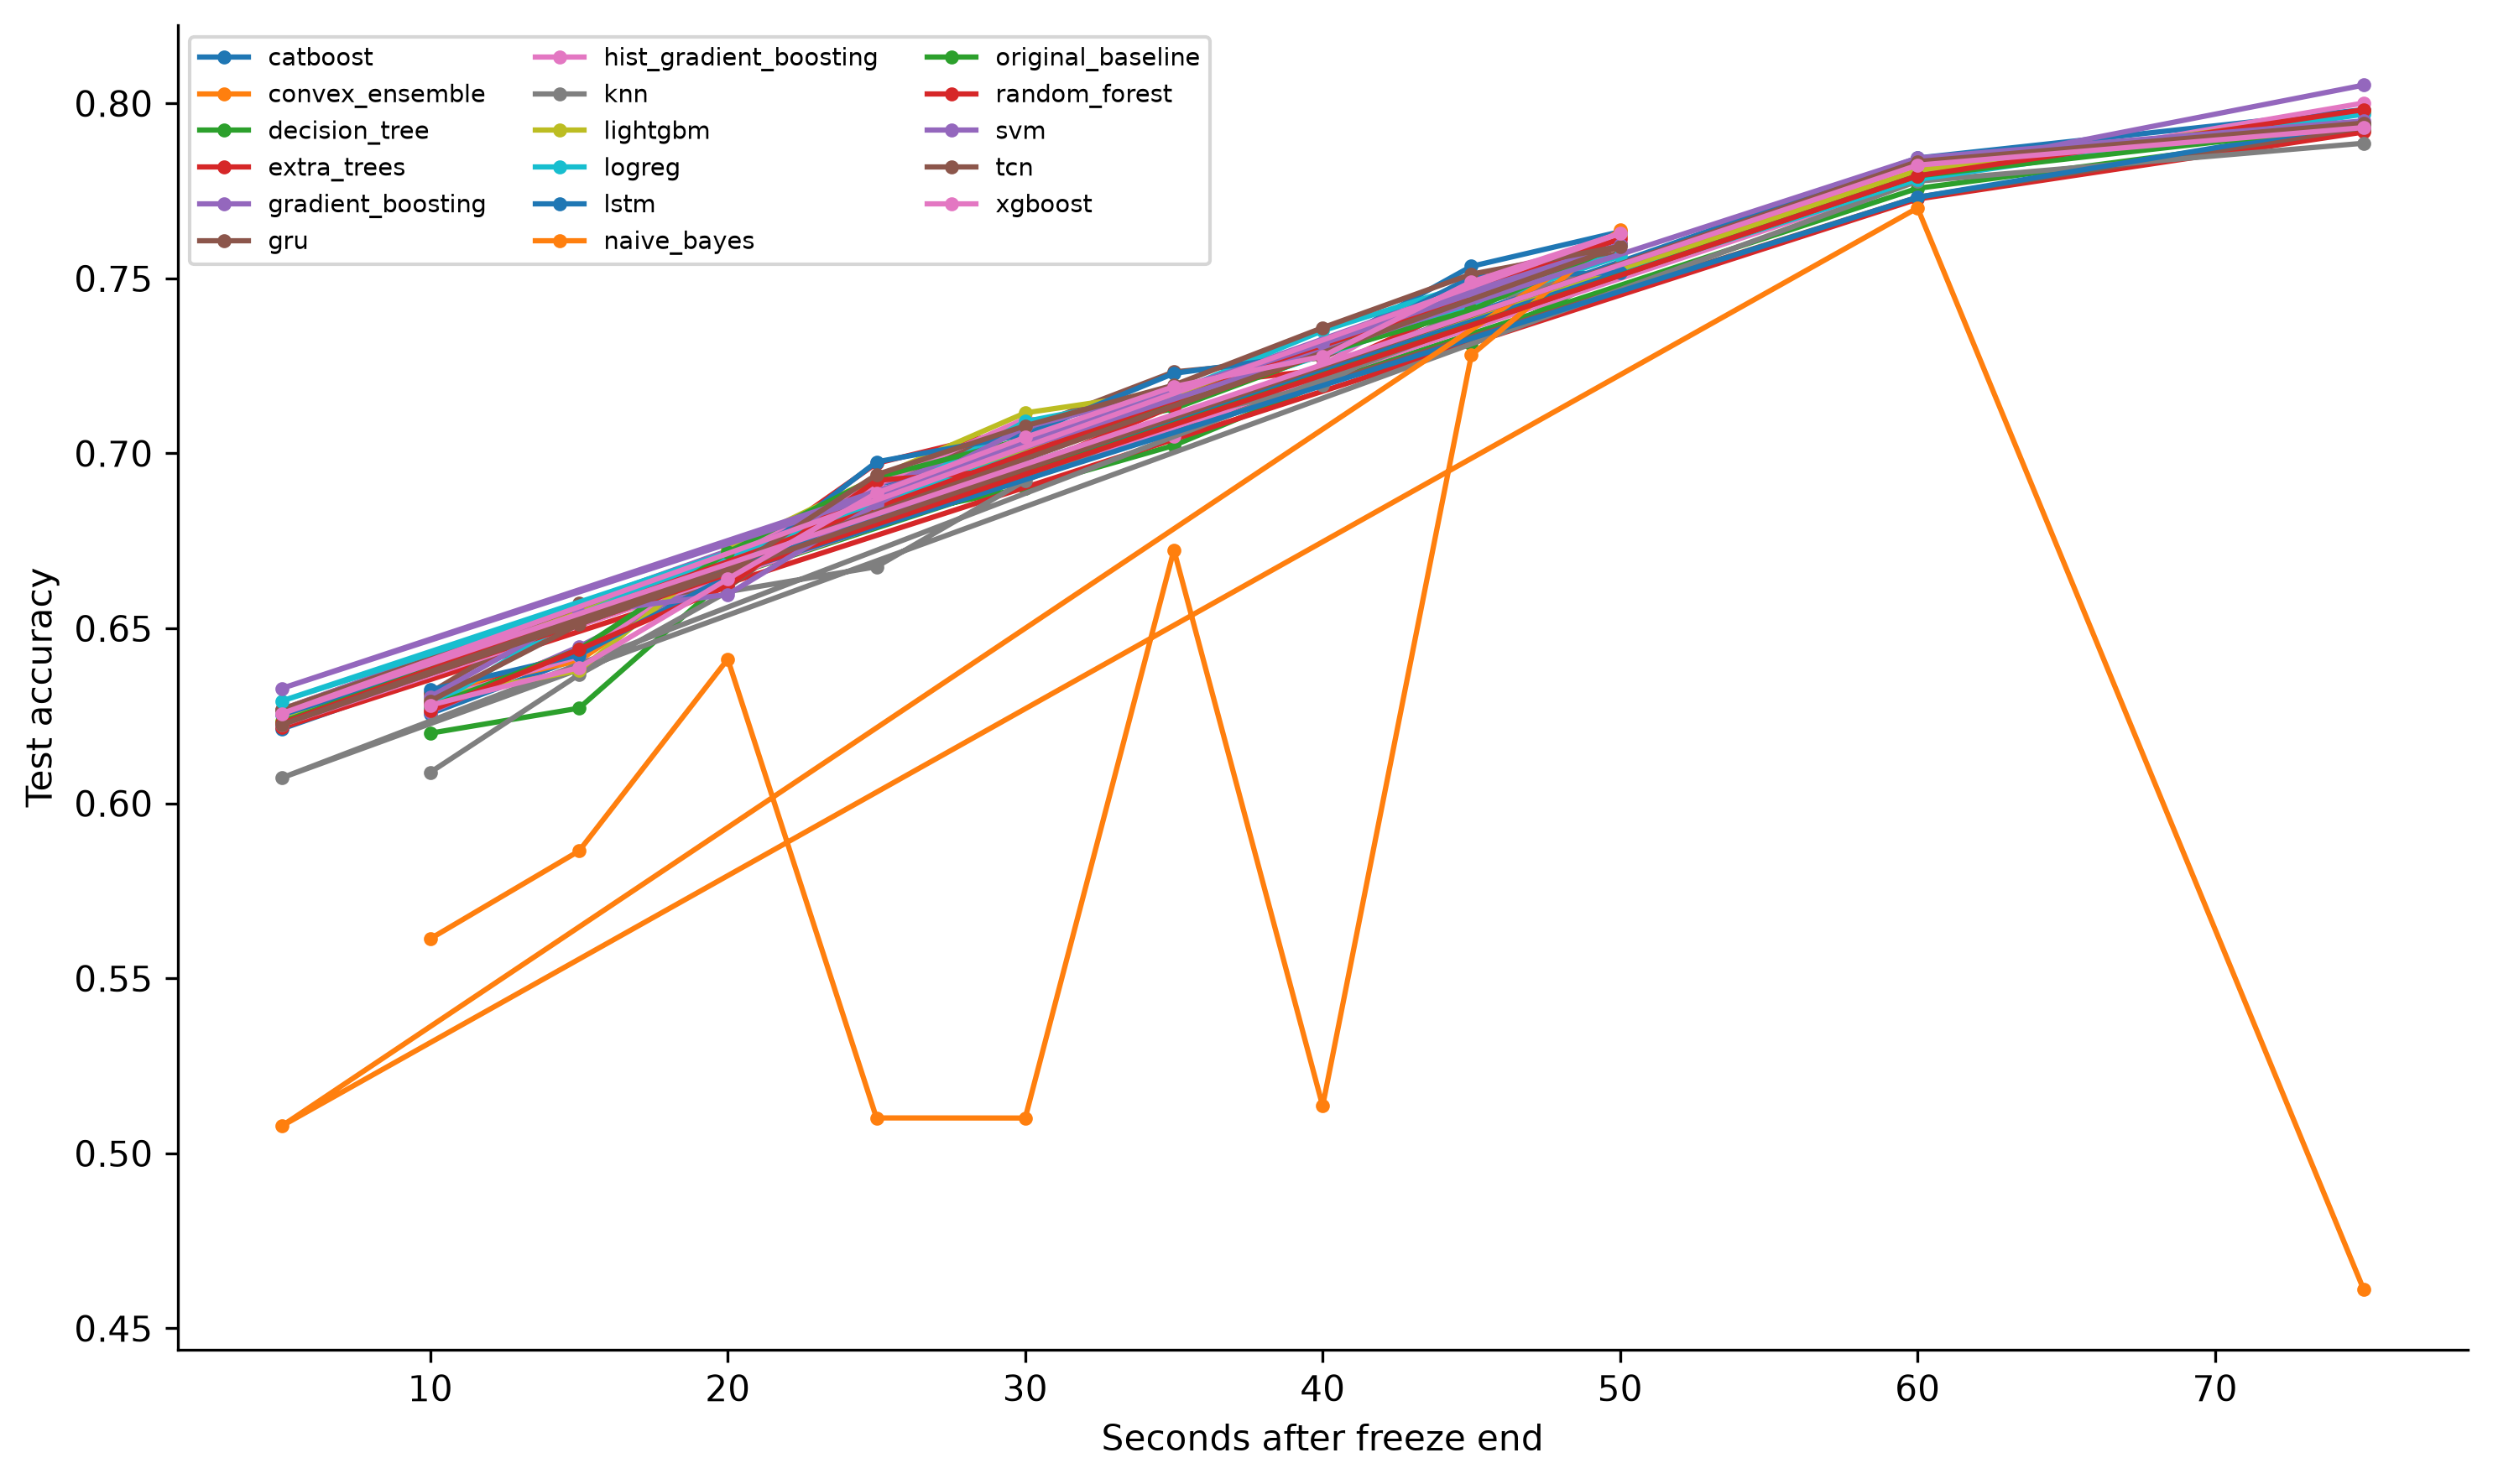 catboost
convex_ensemble
decision_tree
extra_trees
gradient_boosting
gru
hist_gradient_boosting
knn
lightgbm
logreg
lstm
naive_bayes
original_baseline
random_forest
svm
tcn
xgboost
Test accuracy
0.80
0.75
0.70
0.65
0.60
0.55
0.50
0.45
10 20 30 40 50 60 70
Seconds after freeze end